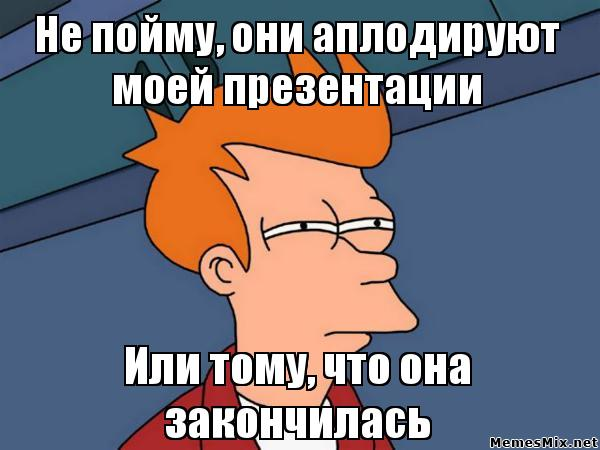 Не пойму, они аплодируют
моей презентации
Или тому, что она
закончилась
MemesMix.net